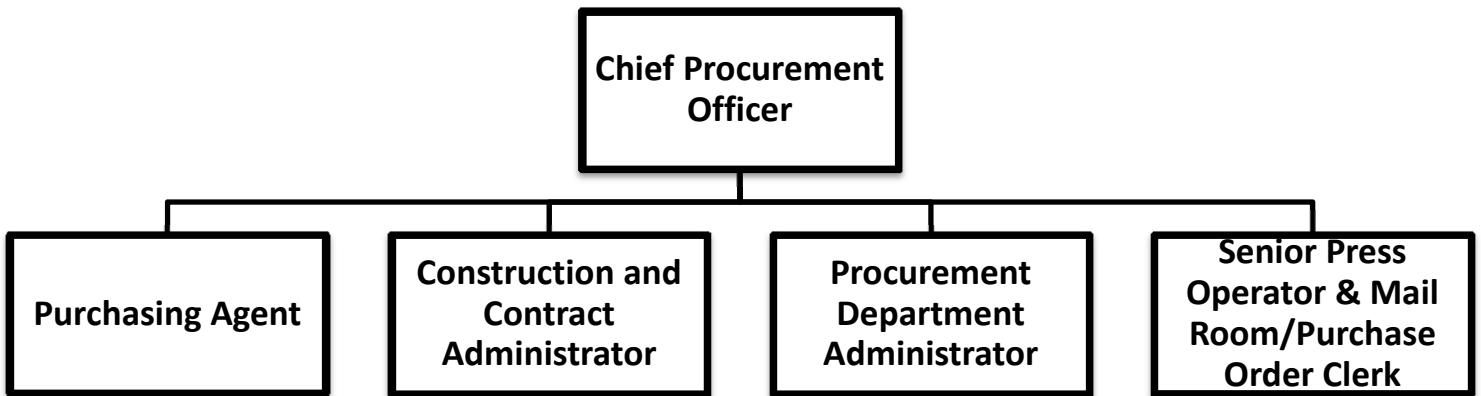 Chief Procurement
Officer
Purchasing Agent
Construction and
Contract
Administrator
Procurement
Department
Administrator
Senior Press
Operator & Mail
Room/Purchase
Order Clerk